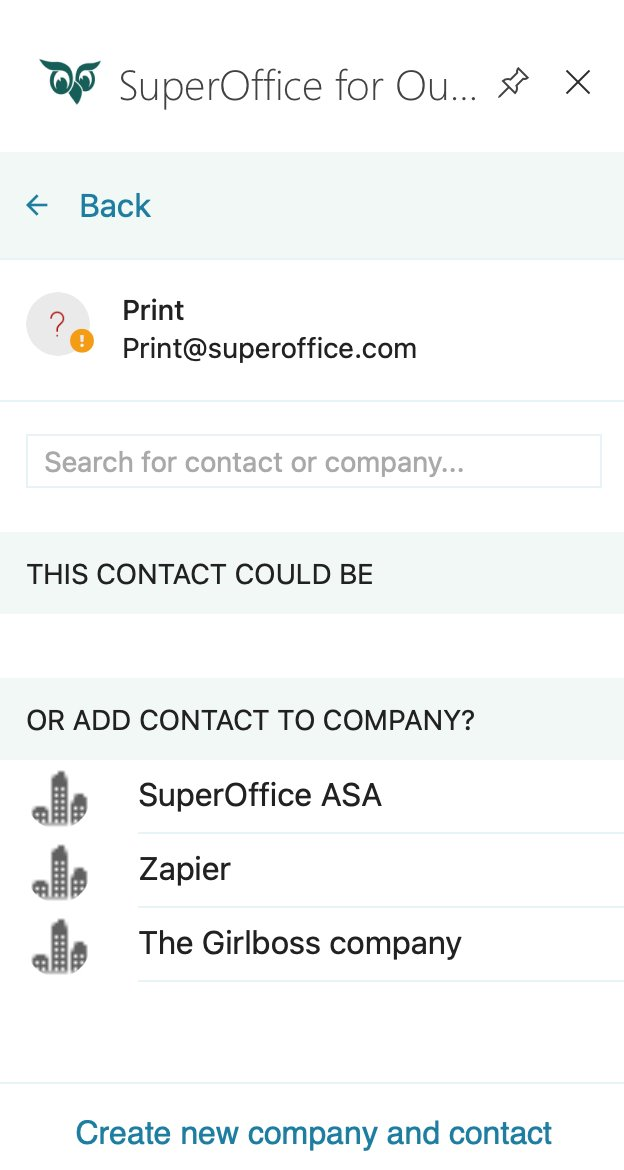 SuperOffice for Ou...
Back
?
!
Print
Print@superoffice.com
Search for contact or company...
THIS CONTACT COULD BE
OR ADD CONTACT TO COMPANY?
SuperOffice ASA
Zapier
The Girlboss company
Create new company and contact